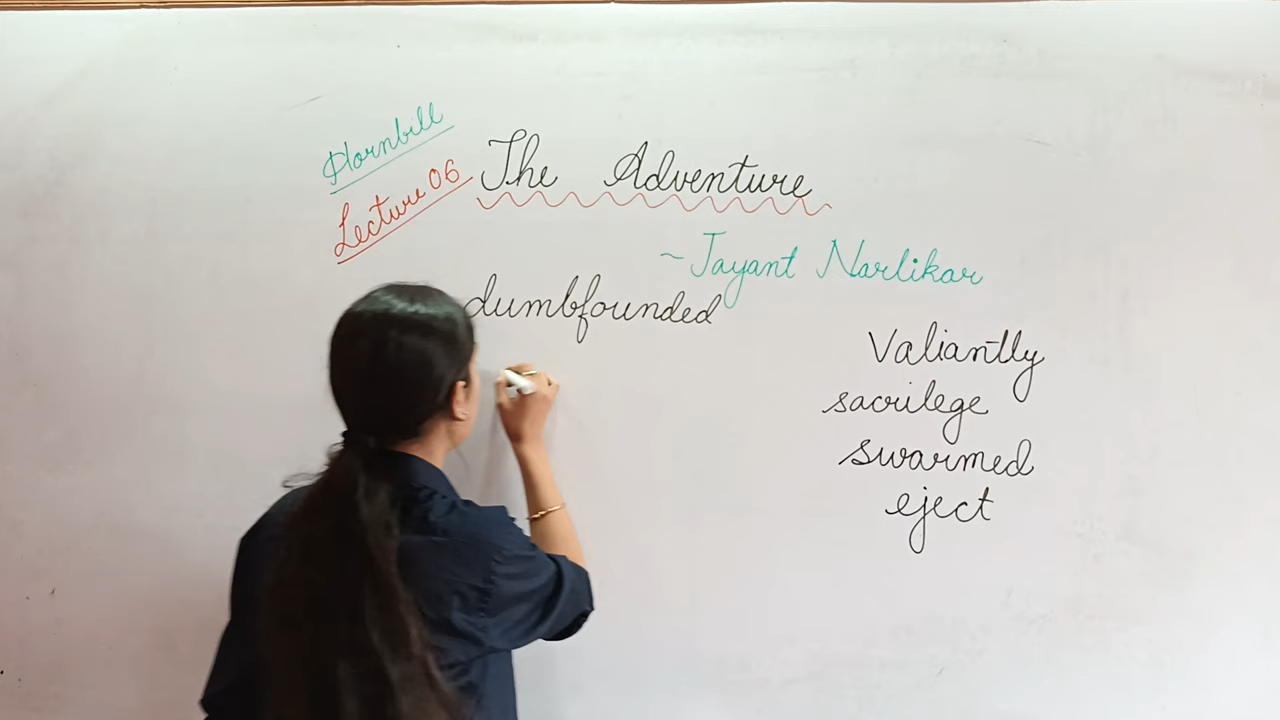 Hornbill
Lecture 06
The Adventure
~ Jayant Narlikar
dumbfounded
Valiantly
sacrilege
swarmed
eject